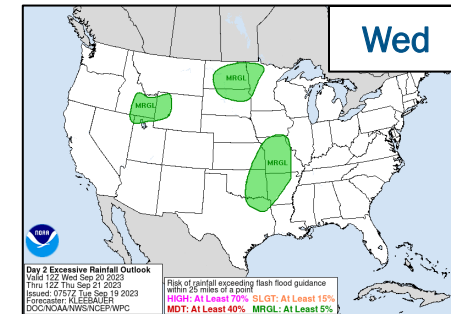 Wed
MRGL
MRGL
MRGL
NOAA
Day 2 Excessive Rainfall Outlook
Valid 12Z Wed Sep 20 2023
Thru 12Z Thu Sep 21 2023
Issued: 0757Z Tue Sep 19 2023
Forecaster: KLEEBAUER
DOC/NOAA/NWS/NCEP/WPC
Risk of rainfall exceeding flash flood guidance
within 25 miles of a point
HIGH: At Least 70% SLGT: At Least 15%
MDT: At Least 40% MRGL: At Least 5%